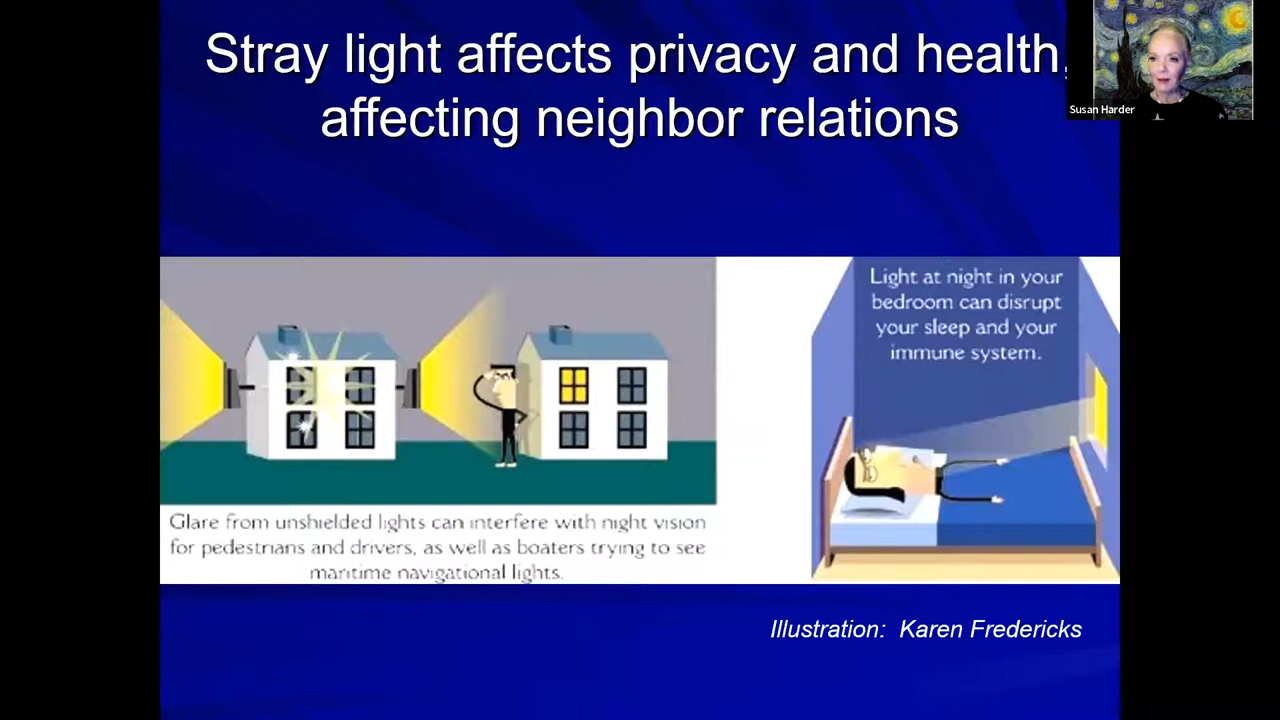 Stray light affects privacy and health,
affecting neighbor relations
Susan Harder
Light at night in your
bedroom can disrupt
your sleep and your
immune system.
Glare from unshielded lights can interfere with night vision
for pedestrians and drivers, as well as boaters trying to see
maritime navigational lights.
Illustration: Karen Fredericks